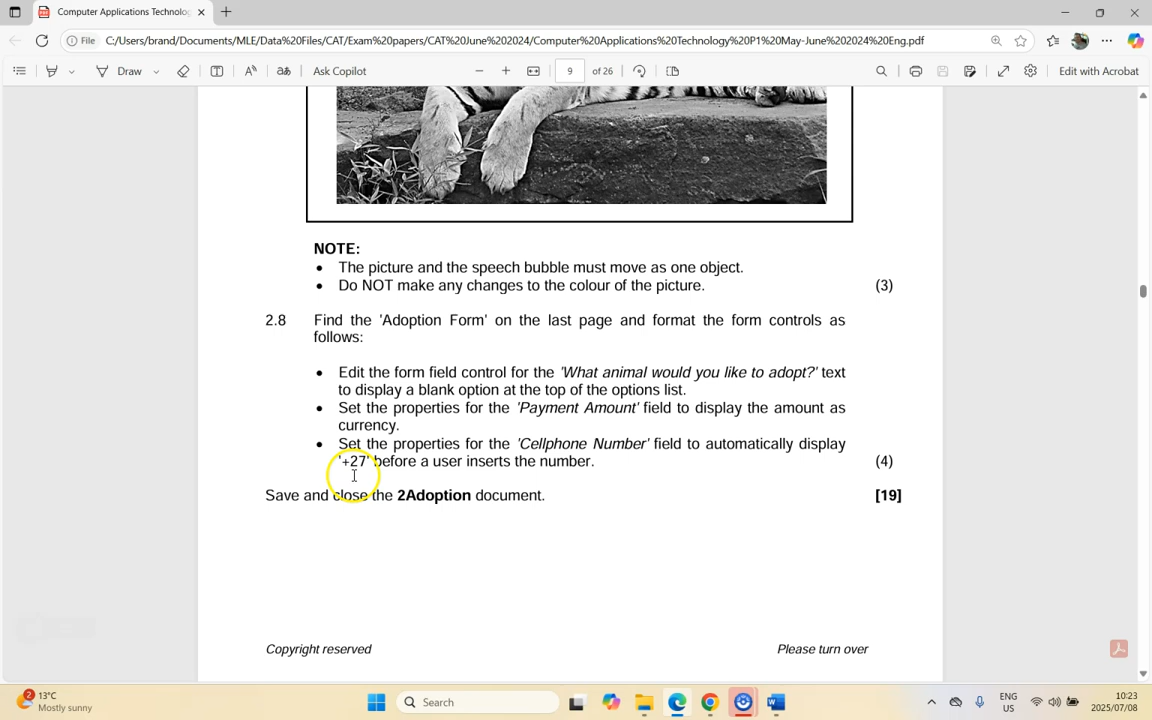 Computer Applications Technolog
File
C:/Users/brand/Documents/MLE/Data%20Files/CAT/Exam%20papers/CAT%20June%202024/Computer%20Applications%20Technology%20P1%20May-June%202024%20Eng.pdf
Draw
Ask Copilot
9 of 26
Edit with Acrobat
NOTE:
• The picture and the speech bubble must move as one object.
• Do NOT make any changes to the colour of the picture. (3)
2.8 Find the 'Adoption Form' on the last page and format the form controls as
follows:
• Edit the form field control for the 'What animal would you like to adopt?' text
to display a blank option at the top of the options list.
• Set the properties for the 'Payment Amount' field to display the amount as
currency.
• Set the properties for the 'Cellphone Number' field to automatically display
'+27' before a user inserts the number. (4)
Save and close the 2Adoption document. [19]
Copyright reserved Please turn over
2
13°C
Mostly sunny
Search
ENG
US
10:23
2025/07/08